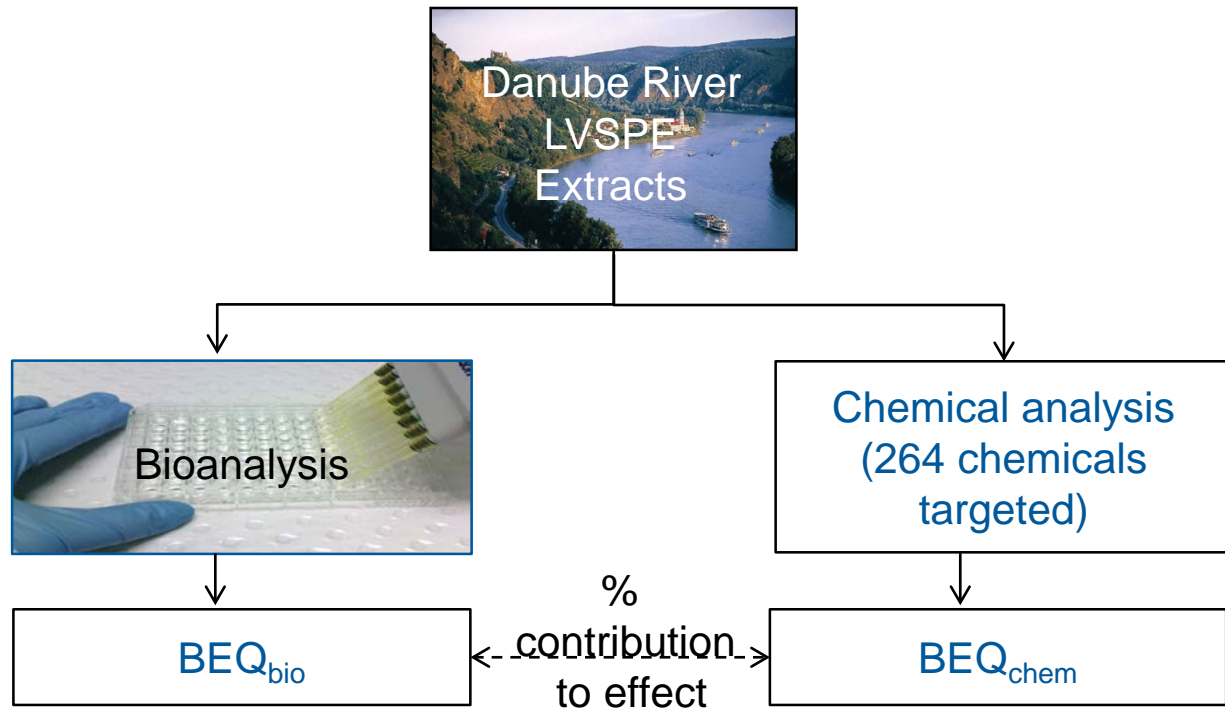 Danube River
LVSPE
Extracts
Bioanalysis
Chemical analysis
(264 chemicals
targeted)
%
contribution
to effect
BEQbio
BEQchem